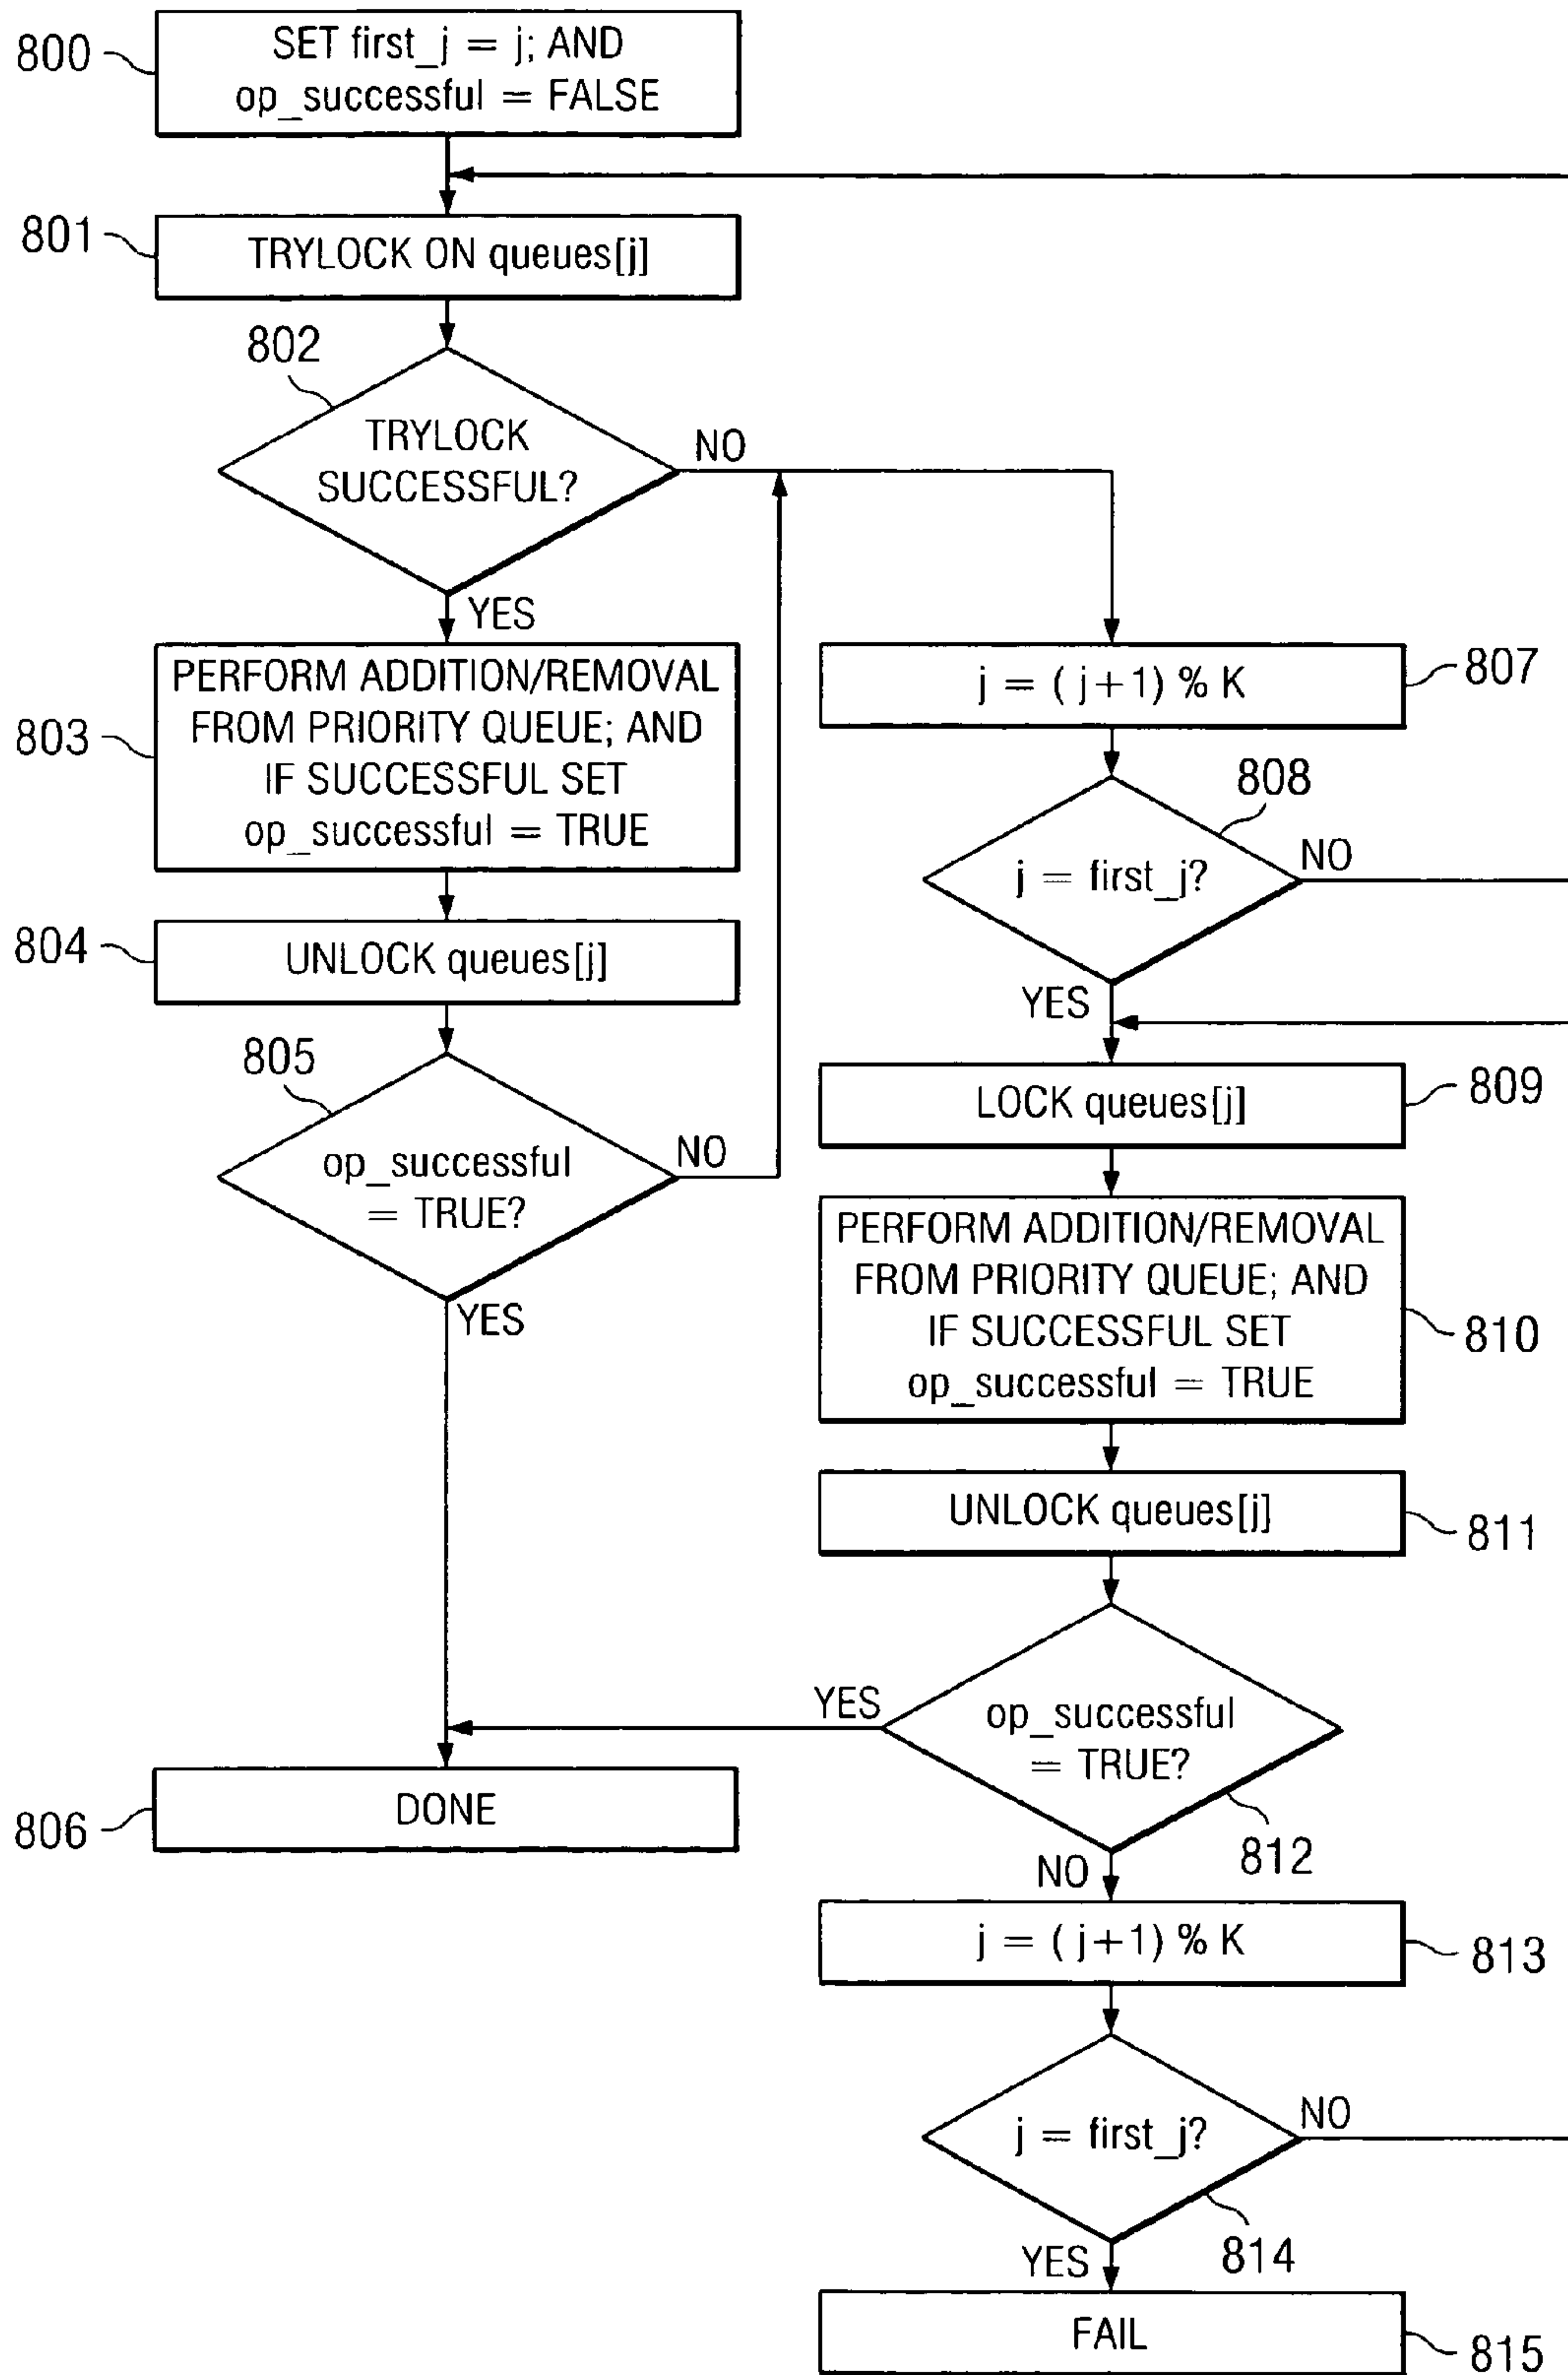 800
SET first_j = j; AND
op_successful = FALSE
801
TRYLOCK ON queues[j]
802
TRYLOCK
SUCCESSFUL?
NO
YES
803
PERFORM ADDITION/REMOVAL
FROM PRIORITY QUEUE; AND
IF SUCCESSFUL SET
op_successful = TRUE
804
UNLOCK queues[j]
805
op_successful
= TRUE?
NO
YES
806
DONE
j = ( j+1) % K
807
808
j = first_j?
NO
YES
LOCK queues[j]
809
PERFORM ADDITION/REMOVAL
FROM PRIORITY QUEUE; AND
IF SUCCESSFUL SET
op_successful = TRUE
810
UNLOCK queues[j]
811
YES
op_successful
= TRUE?
812
NO
j = ( j+1) % K
813
j = first_j?
NO
814
YES
FAIL
815